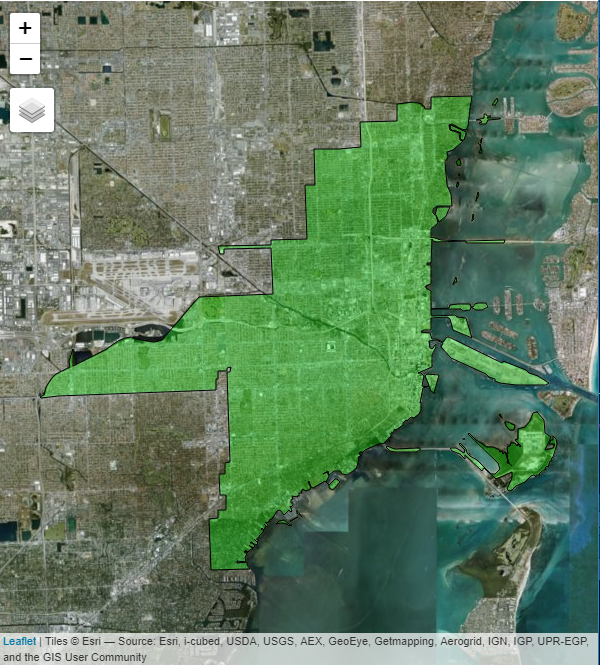 +
−
Leaflet | Tiles © Esri — Source: Esri, i-cubed, USDA, USGS, AEX, GeoEye, Getmapping, Aerogrid, IGN, IGP, UPR-EGP,
and the GIS User Community